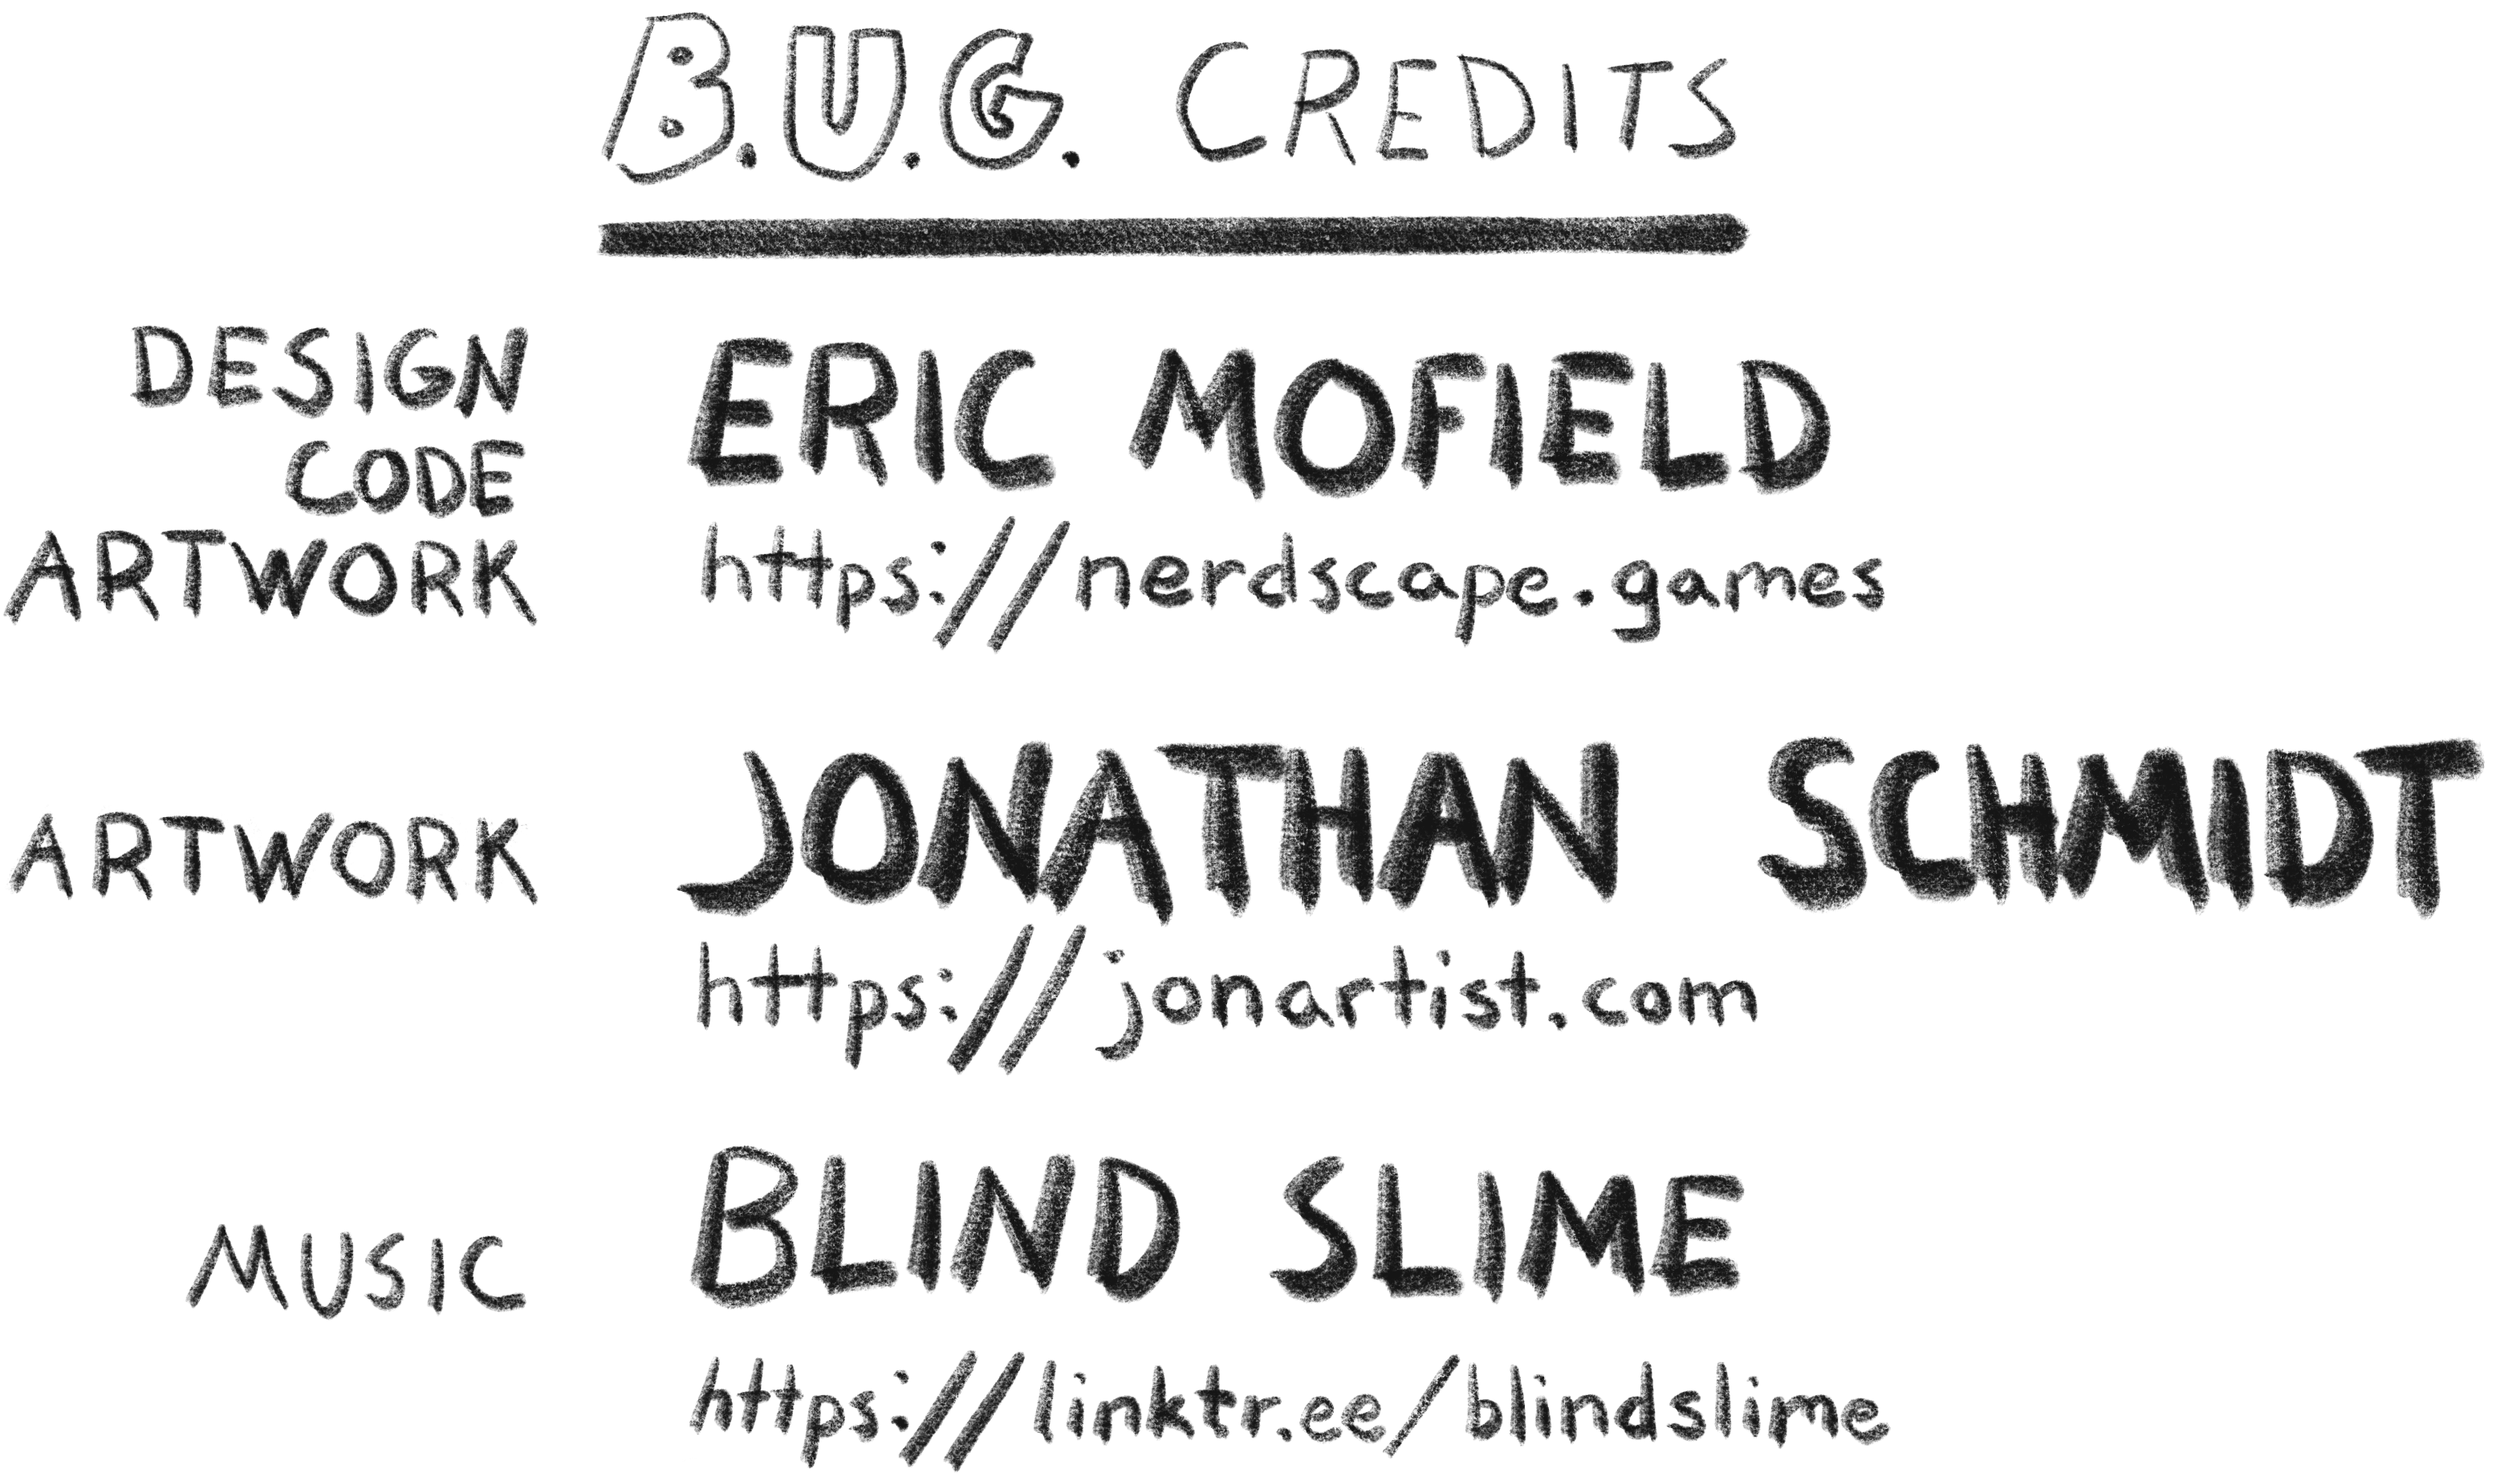 B.U.G. CREDITS
DESIGN
CODE
ARTWORK
ERIC MOFIELD
https://nerdscape.games
ARTWORK
JONATHAN SCHMIDT
https://jonartist.com
MUSIC
BLIND SLIME
https://linktr.ee/blindslime